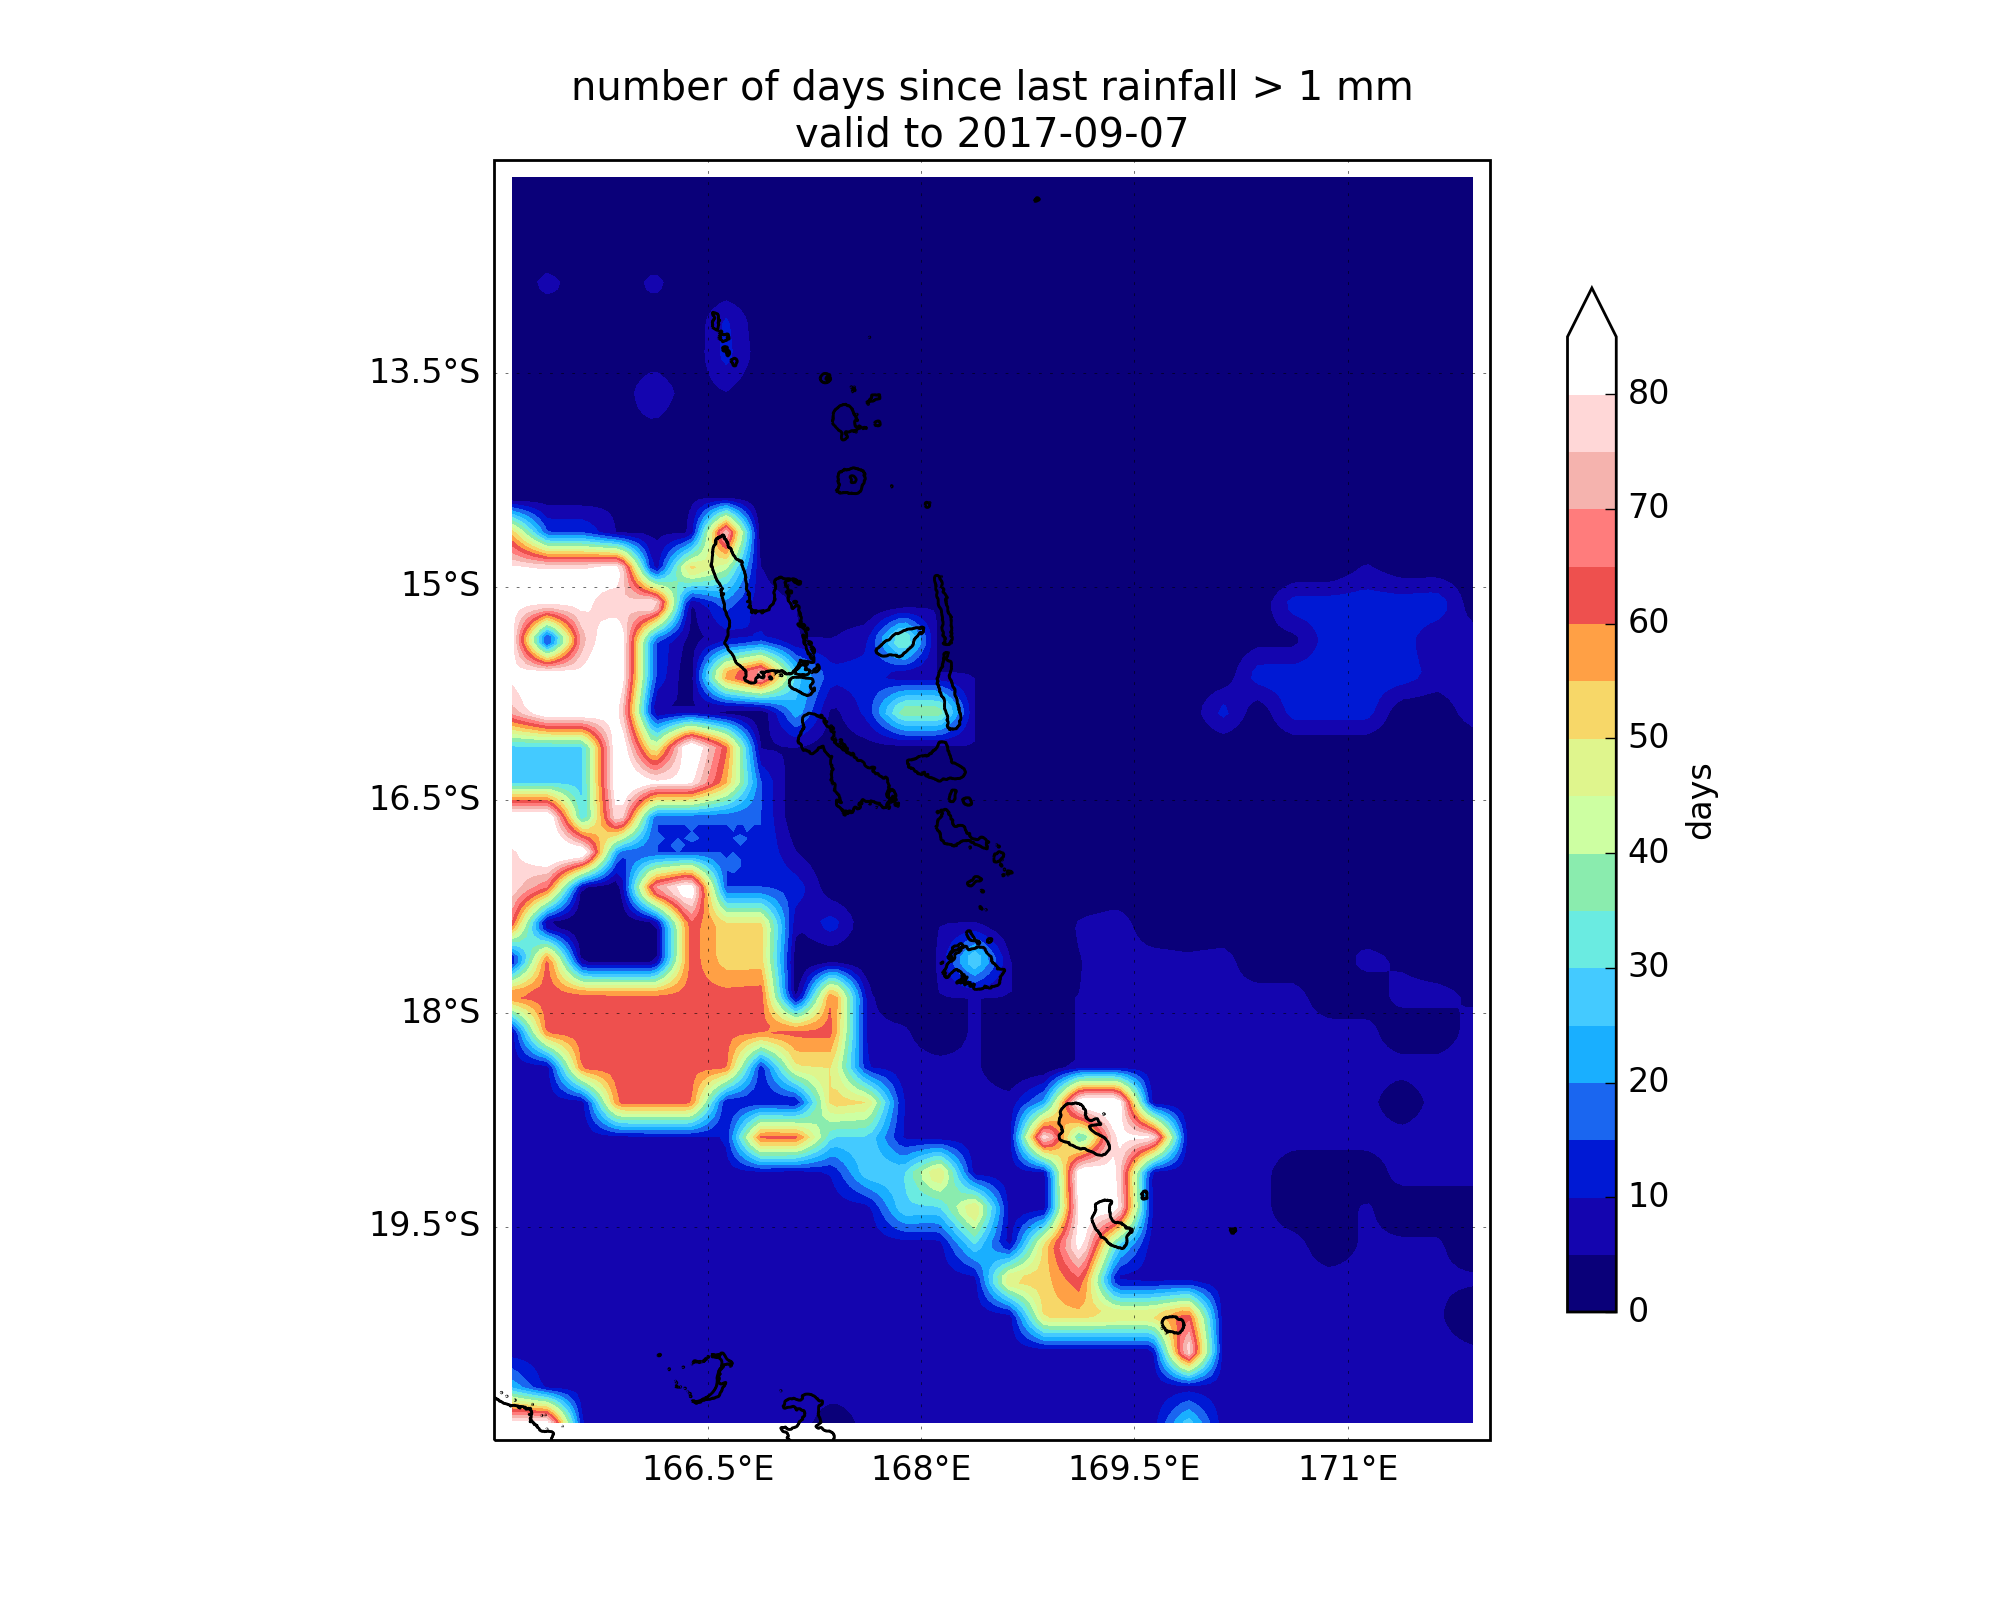 number of days since last rainfall > 1 mm
valid to 2017-09-07
13.5°S
15°S
16.5°S
18°S
19.5°S
166.5°E
168°E
169.5°E
171°E
80
70
60
50
40
30
20
10
0
days